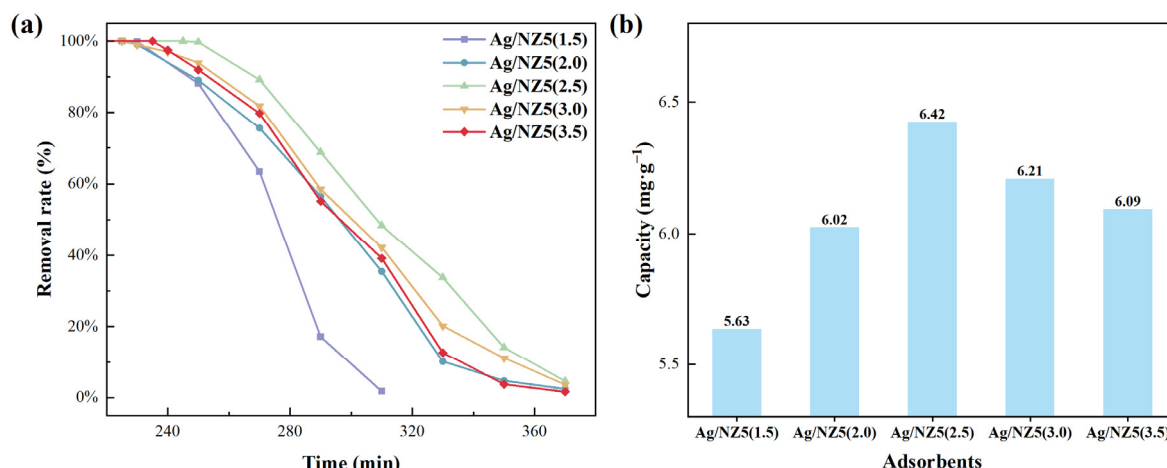 (a)
Removal rate (%)
100%
80%
60%
40%
20%
0%
Ag/NZ5(1.5)
Ag/NZ5(2.0)
Ag/NZ5(2.5)
Ag/NZ5(3.0)
Ag/NZ5(3.5)
240 280 320 360
Time (min)
(b)
Capacity (mg·g⁻¹)
6.5
6.0
5.5
5.63
6.02
6.42
6.21
6.09
Ag/NZ5(1.5) Ag/NZ5(2.0) Ag/NZ5(2.5) Ag/NZ5(3.0) Ag/NZ5(3.5)
Adsorbents